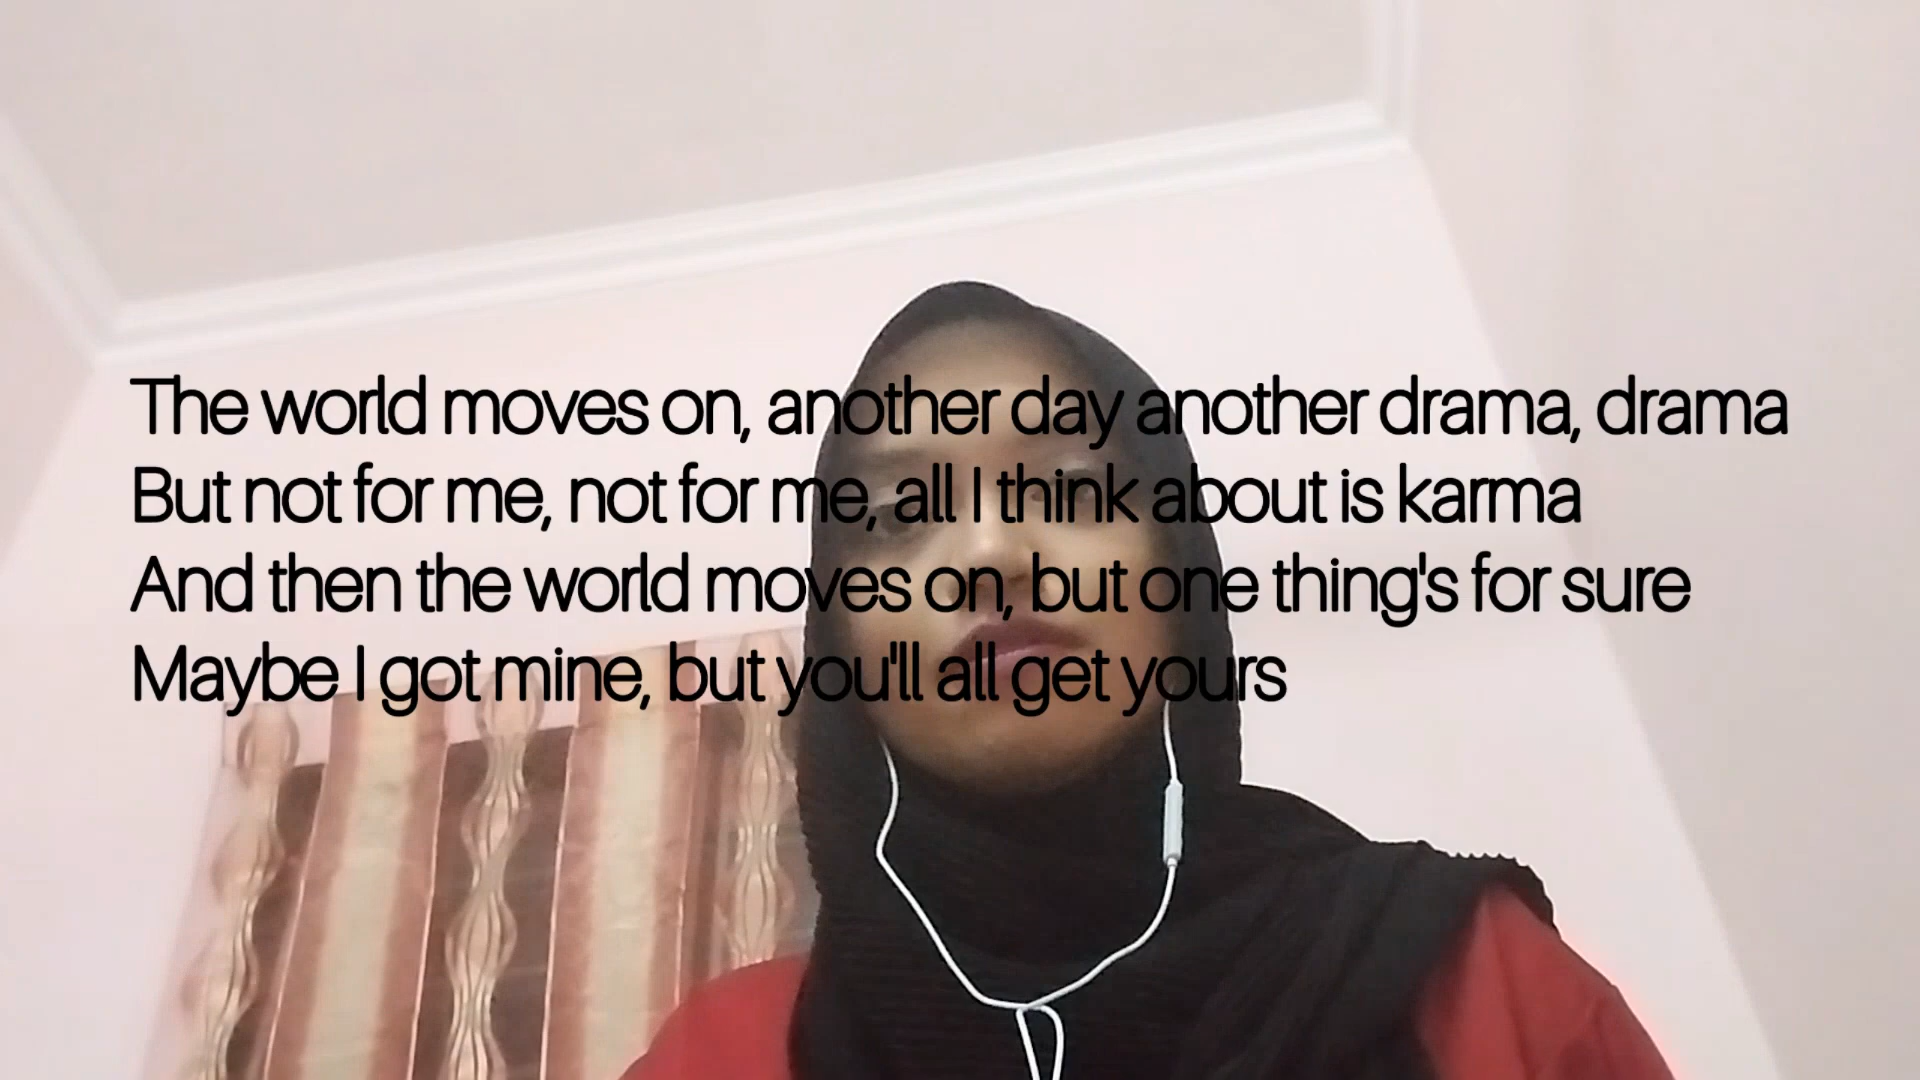 The world moves on, another day another drama, drama
But not for me, not for me, all I think about is karma
And then the world moves on, but one thing's for sure
Maybe I got mine, but you'll all get yours